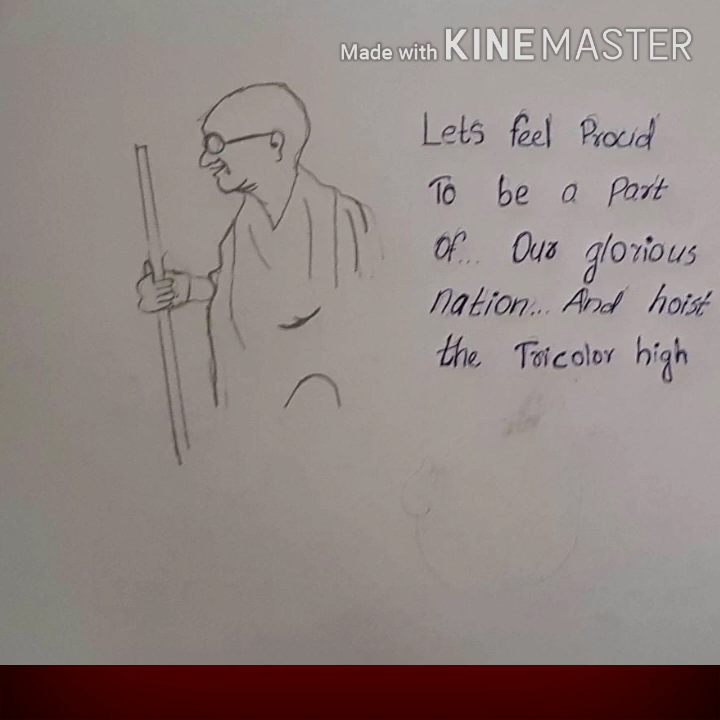 Made with KINEMASTER
Lets feel Proud
To be a Part
of... Our glorious
nation... And hoist
the Tricolor high